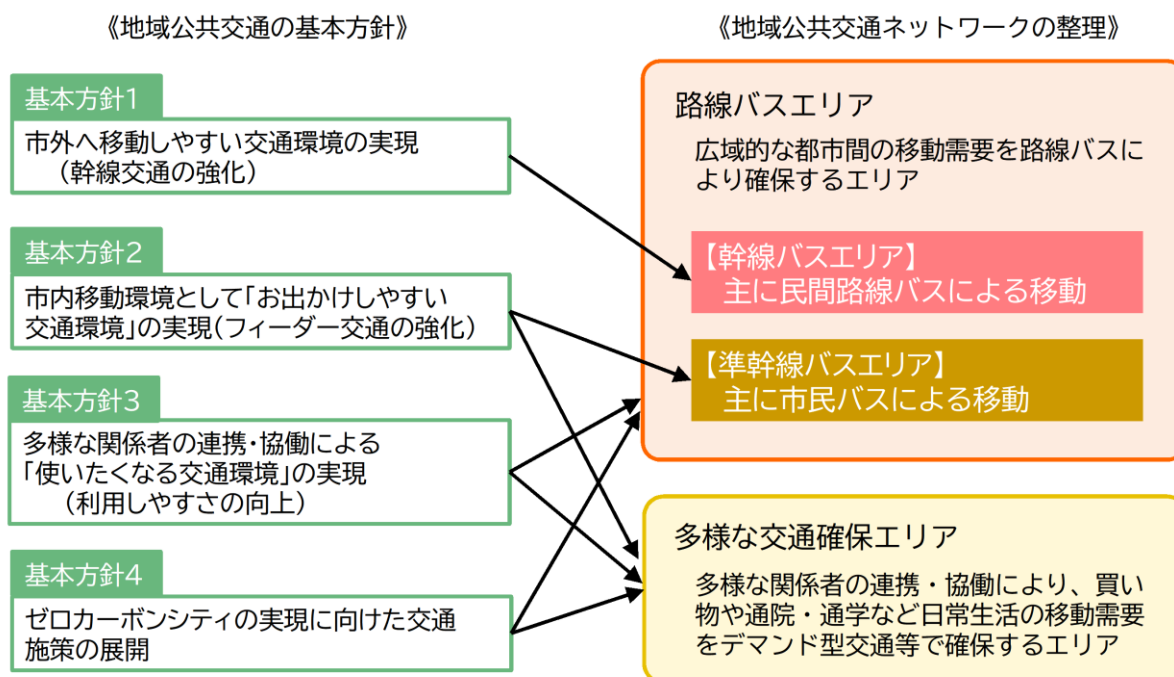 《地域公共交通の基本方針》
基本方針1
市外へ移動しやすい交通環境の実現
（幹線交通の強化）
基本方針2
市内移動環境として「お出かけしやすい
交通環境」の実現（フィーダー交通の強化）
基本方針3
多様な関係者の連携・協働による
「使いたくなる交通環境」の実現
（利用しやすさの向上）
基本方針4
ゼロカーボンシティの実現に向けた交通
施策の展開
《地域公共交通ネットワークの整理》
路線バスエリア
広域的な都市間の移動需要を路線バスに
より確保するエリア
【幹線バスエリア】
主に民間路線バスによる移動
【準幹線バスエリア】
主に市民バスによる移動
多様な交通確保エリア
多様な関係者の連携・協働により、買い
物や通院・通学など日常生活の移動需要
をデマンド型交通等で確保するエリア